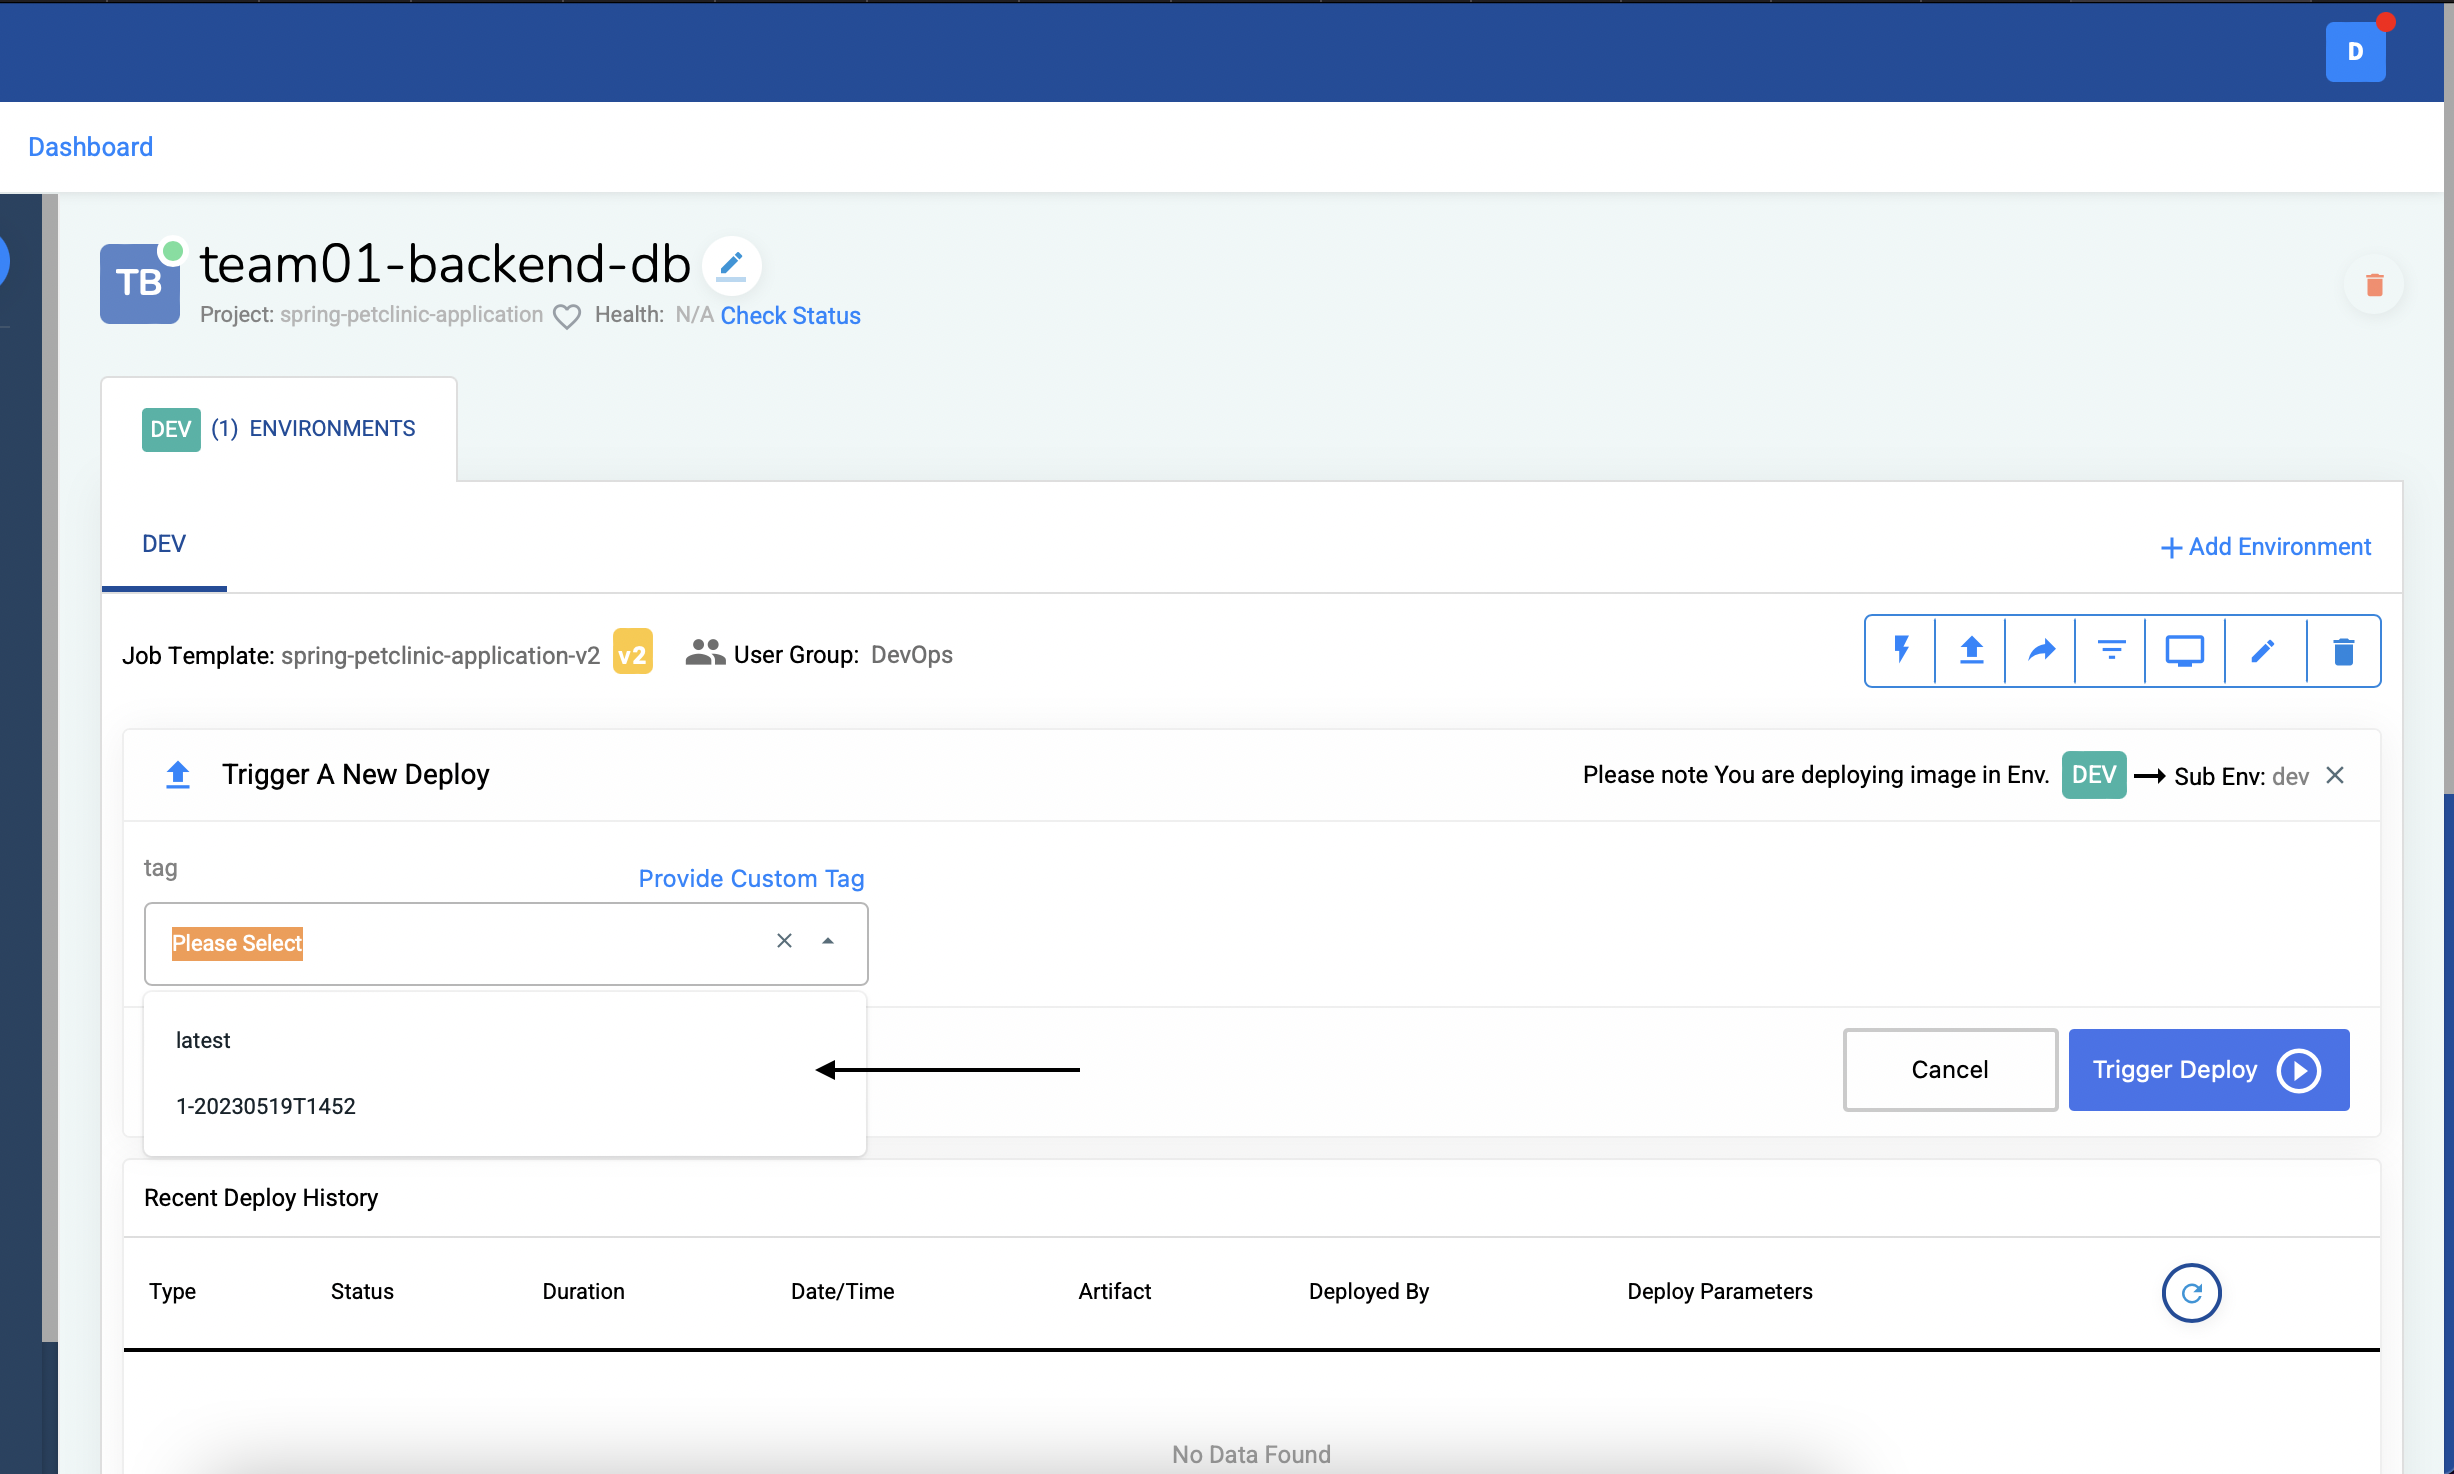 D
Dashboard
TB
team01-backend-db
Project: spring-petclinic-application Health: N/A Check Status
DEV (1) ENVIRONMENTS
DEV
Add Environment
Job Template: spring-petclinic-application-v2 v2 User Group: DevOps
Trigger A New Deploy
Please note You are deploying image in Env. DEV Sub Env: dev
tag
Provide Custom Tag
Please Select
latest
1-20230519T1452
Cancel
Trigger Deploy
Recent Deploy History
Type Status Duration Date/Time Artifact Deployed By Deploy Parameters
No Data Found